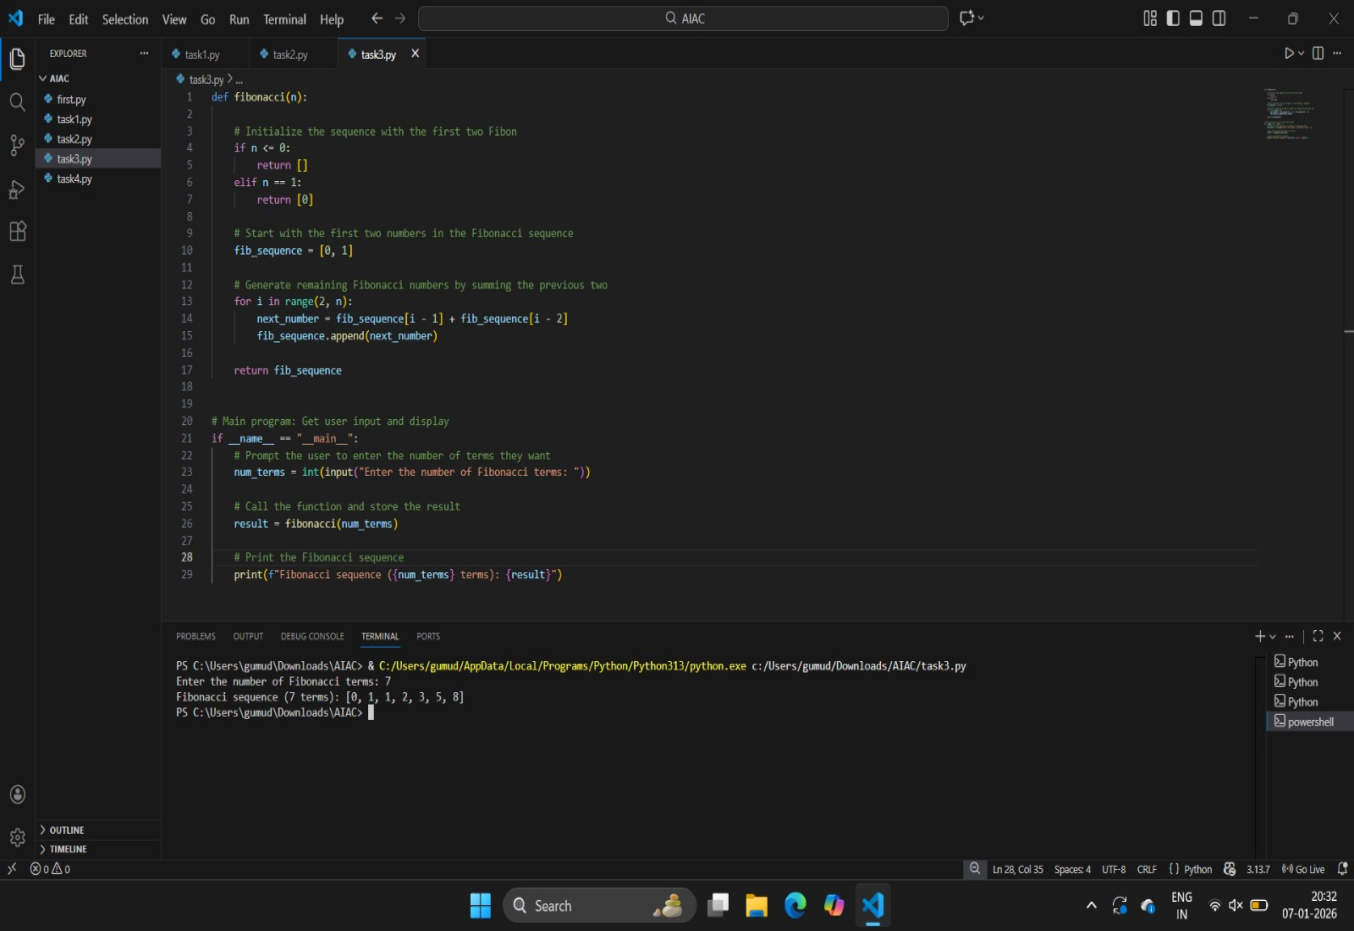 File Edit Selection View Go Run Terminal Help
AIAC
EXPLORER
AIAC
first.py
task1.py
task2.py
task3.py
task4.py
OUTLINE
TIMELINE
task1.py task2.py task3.py
task3.py > ...
1 def fibonacci(n):
2
3 # Initialize the sequence with the first two Fibon
4 if n <= 0:
5 return []
6 elif n == 1:
7 return [0]
8
9 # Start with the first two numbers in the Fibonacci sequence
10 fib_sequence = [0, 1]
11
12 # Generate remaining Fibonacci numbers by summing the previous two
13 for i in range(2, n):
14 next_number = fib_sequence[i - 1] + fib_sequence[i - 2]
15 fib_sequence.append(next_number)
16
17 return fib_sequence
18
19
20 # Main program: Get user input and display
21 if __name__ == "__main__":
22 # Prompt the user to enter the number of terms they want
23 num_terms = int(input("Enter the number of Fibonacci terms: "))
24
25 # Call the function and store the result
26 result = fibonacci(num_terms)
27
28 # Print the Fibonacci sequence
29 print(f"Fibonacci sequence ({num_terms} terms): {result}")
PROBLEMS OUTPUT DEBUG CONSOLE TERMINAL PORTS
PS C:\Users\gumud\Downloads\AIAC> & C:/Users/gumud/AppData/Local/Programs/Python/Python313/python.exe c:/Users/gumud/Downloads/AIAC/task3.py
Enter the number of Fibonacci terms: 7
Fibonacci sequence (7 terms): [0, 1, 1, 2, 3, 5, 8]
PS C:\Users\gumud\Downloads\AIAC>
Python
Python
Python
powershell
0 0
Ln 28, Col 35 Spaces: 4 UTF-8 CRLF { } Python 3.13.7 Go Live
Search
ENG
IN
20:32
07-01-2026